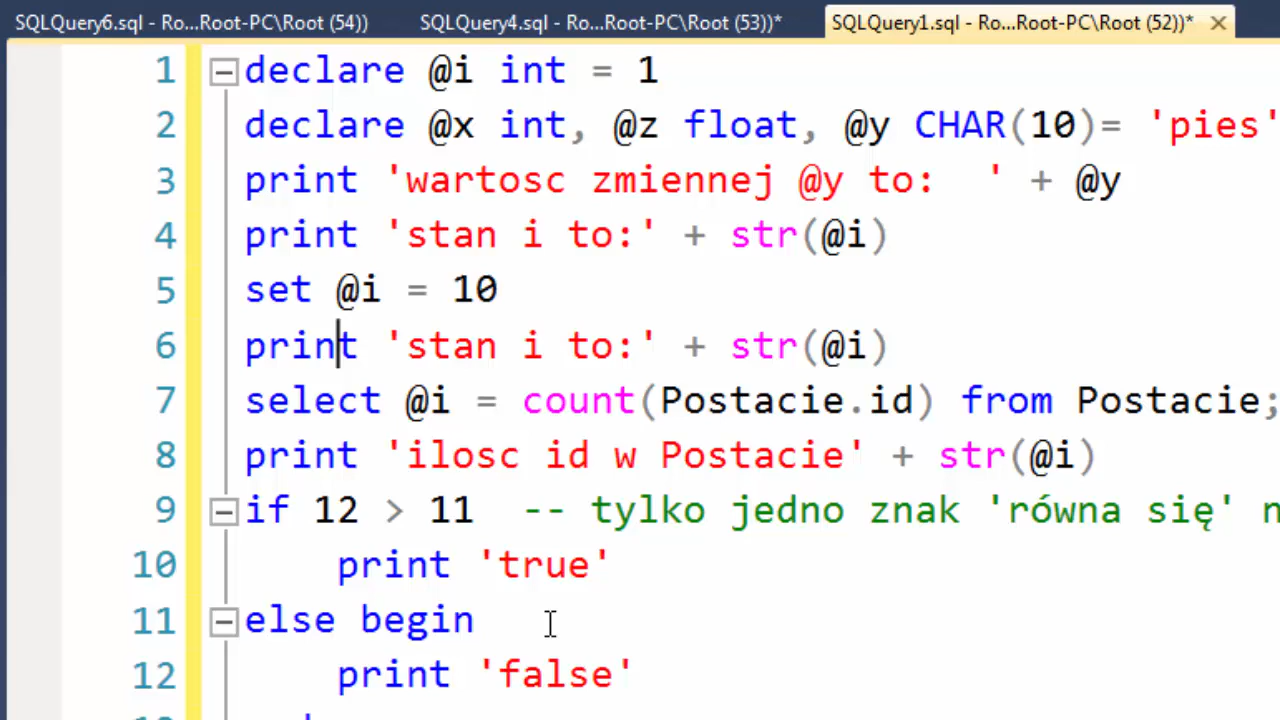 SQLQuery6.sql - Ro...Root-PC\Root (54)) SQLQuery4.sql - Ro...Root-PC\Root (53))* SQLQuery1.sql - Ro...Root-PC\Root (52))* ×
1 declare @i int = 1
2 declare @x int, @z float, @y CHAR(10)= 'pies'
3 print 'wartosc zmiennej @y to:  ' + @y
4 print 'stan i to:' + str(@i)
5 set @i = 10
6 print 'stan i to:' + str(@i)
7 select @i = count(Postacie.id) from Postacie;
8 print 'ilosc id w Postacie' + str(@i)
9 if 12 > 11  -- tylko jedno znak 'równa się'
10 print 'true'
11 else begin
12 print 'false'